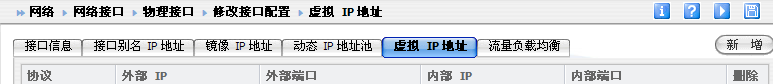 网络 ▸ 网络接口 ▸ 物理接口 ▸ 修改接口配置 ▸ 虚拟 IP 地址
接口信息 接口别名 IP 地址 镜像 IP 地址 动态 IP 地址池 虚拟 IP 地址 流量负载均衡 新 增
协议 外部 IP 外部端口 内部 IP 内部端口 删除